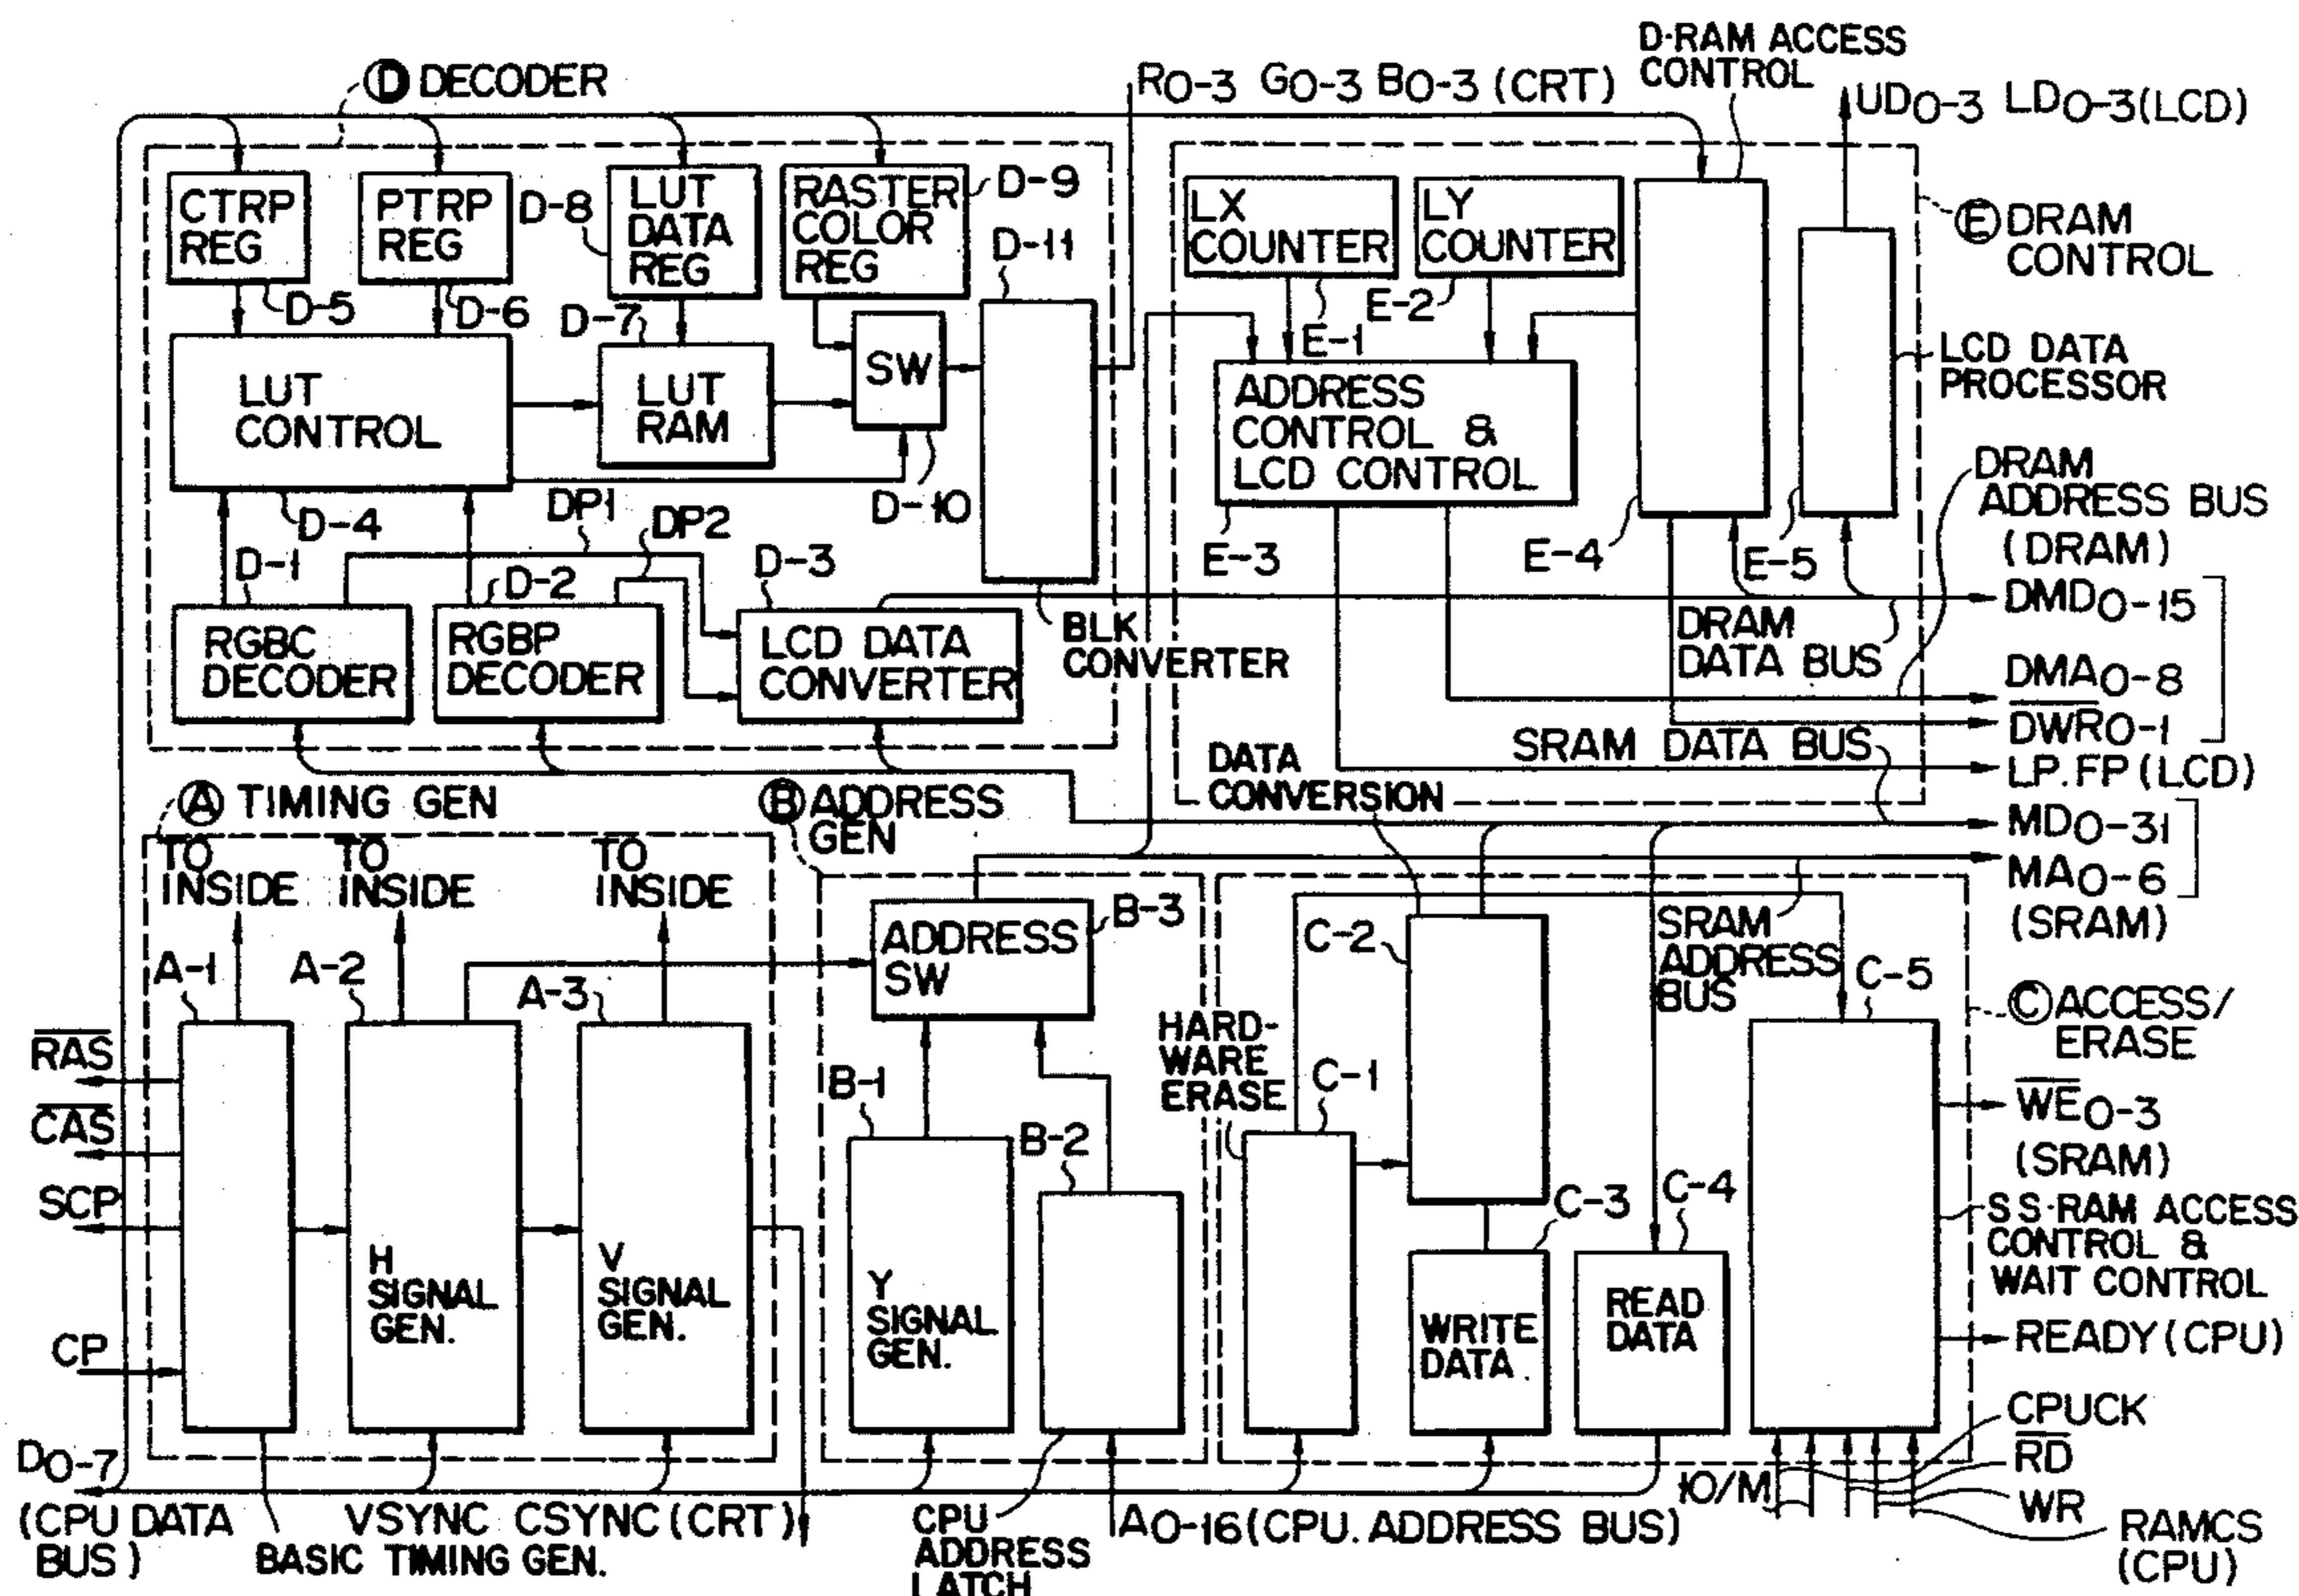 D-RAM ACCESS
CONTROL
Ⓓ DECODER
R0-3 G0-3 B0-3 (CRT)
UD0-3 LD0-3(LCD)
CTRP
REG
PTRP
REG
D-8
LUT
DATA
REG
RASTER
COLOR
REG
D-9
D-11
LX
COUNTER
LY
COUNTER
Ⓔ DRAM
CONTROL
D-5
D-6
D-7
E-1
E-2
LUT
CONTROL
LUT
RAM
SW
ADDRESS
CONTROL &
LCD CONTROL
LCD DATA
PROCESSOR
D-4
DP1
DP2
D-10
DRAM
ADDRESS BUS
(DRAM)
D-1
D-2
D-3
E-3
E-4
E-5
RGBC
DECODER
RGBP
DECODER
LCD DATA
CONVERTER
BLK
CONVERTER
DRAM
DATA BUS
DMD0-15
DMA0-8
DWR0-1
SRAM DATA BUS
LP.FP (LCD)
DATA
CONVERSION
Ⓐ TIMING GEN
Ⓑ ADDRESS
GEN
MD0-31
MA0-6
(SRAM)
TO
INSIDE
TO
INSIDE
TO
INSIDE
A-1
A-2
A-3
ADDRESS
SW
B-3
C-2
SRAM
ADDRESS
BUS
C-5
Ⓒ ACCESS/
ERASE
RAS
CAS
SCP
CP
HARD-
WARE
ERASE
B-1
B-2
C-1
C-3
C-4
WE0-3
(SRAM)
H
SIGNAL
GEN.
V
SIGNAL
GEN.
Y
SIGNAL
GEN.
WRITE
DATA
READ
DATA
S S-RAM ACCESS
CONTROL &
WAIT CONTROL
READY (CPU)
CPUCK
RD
WR
RAMCS
(CPU)
IO/M
D0-7
(CPU DATA
BUS)
VSYNC CSYNC (CRT)
BASIC TIMING GEN.
CPU
ADDRESS
LATCH
A0-16 (CPU. ADDRESS BUS)